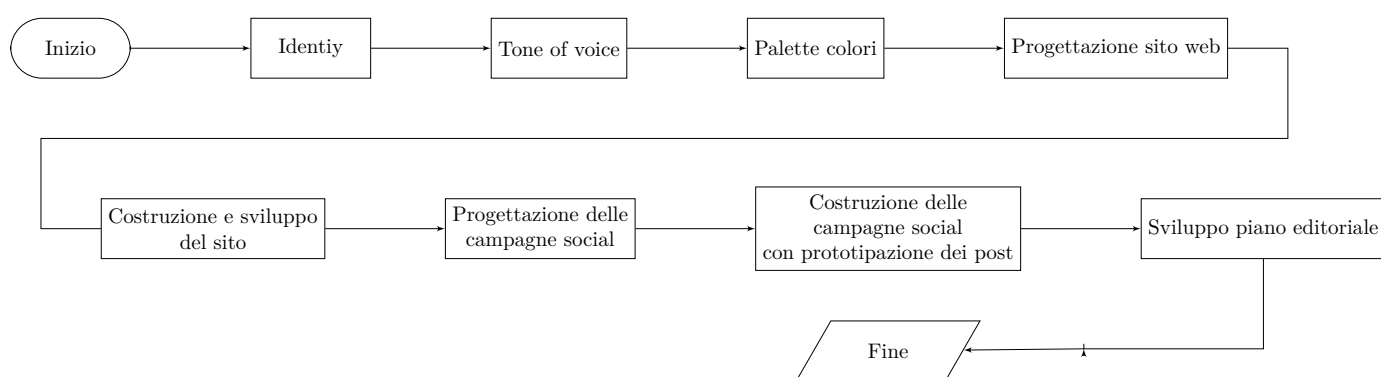 Inizio
Identiy
Tone of voice
Palette colori
Progettazione sito web
Costruzione e sviluppo
del sito
Progettazione delle
campagne social
Costruzione delle
campagne social
con prototipazione dei post
Sviluppo piano editoriale
Fine